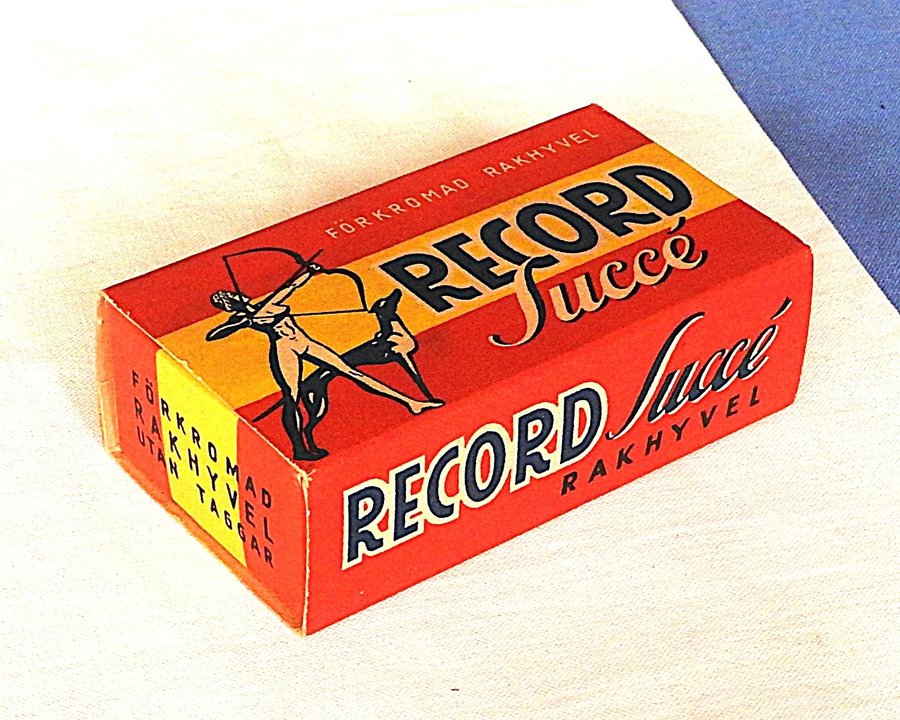 FÖRKROMAD RAKHYVEL
RECORD
Succé
RECORD Succé
RAKHYVEL
FÖRKROMAD
RAKHYVEL
UTAN TAGGAR